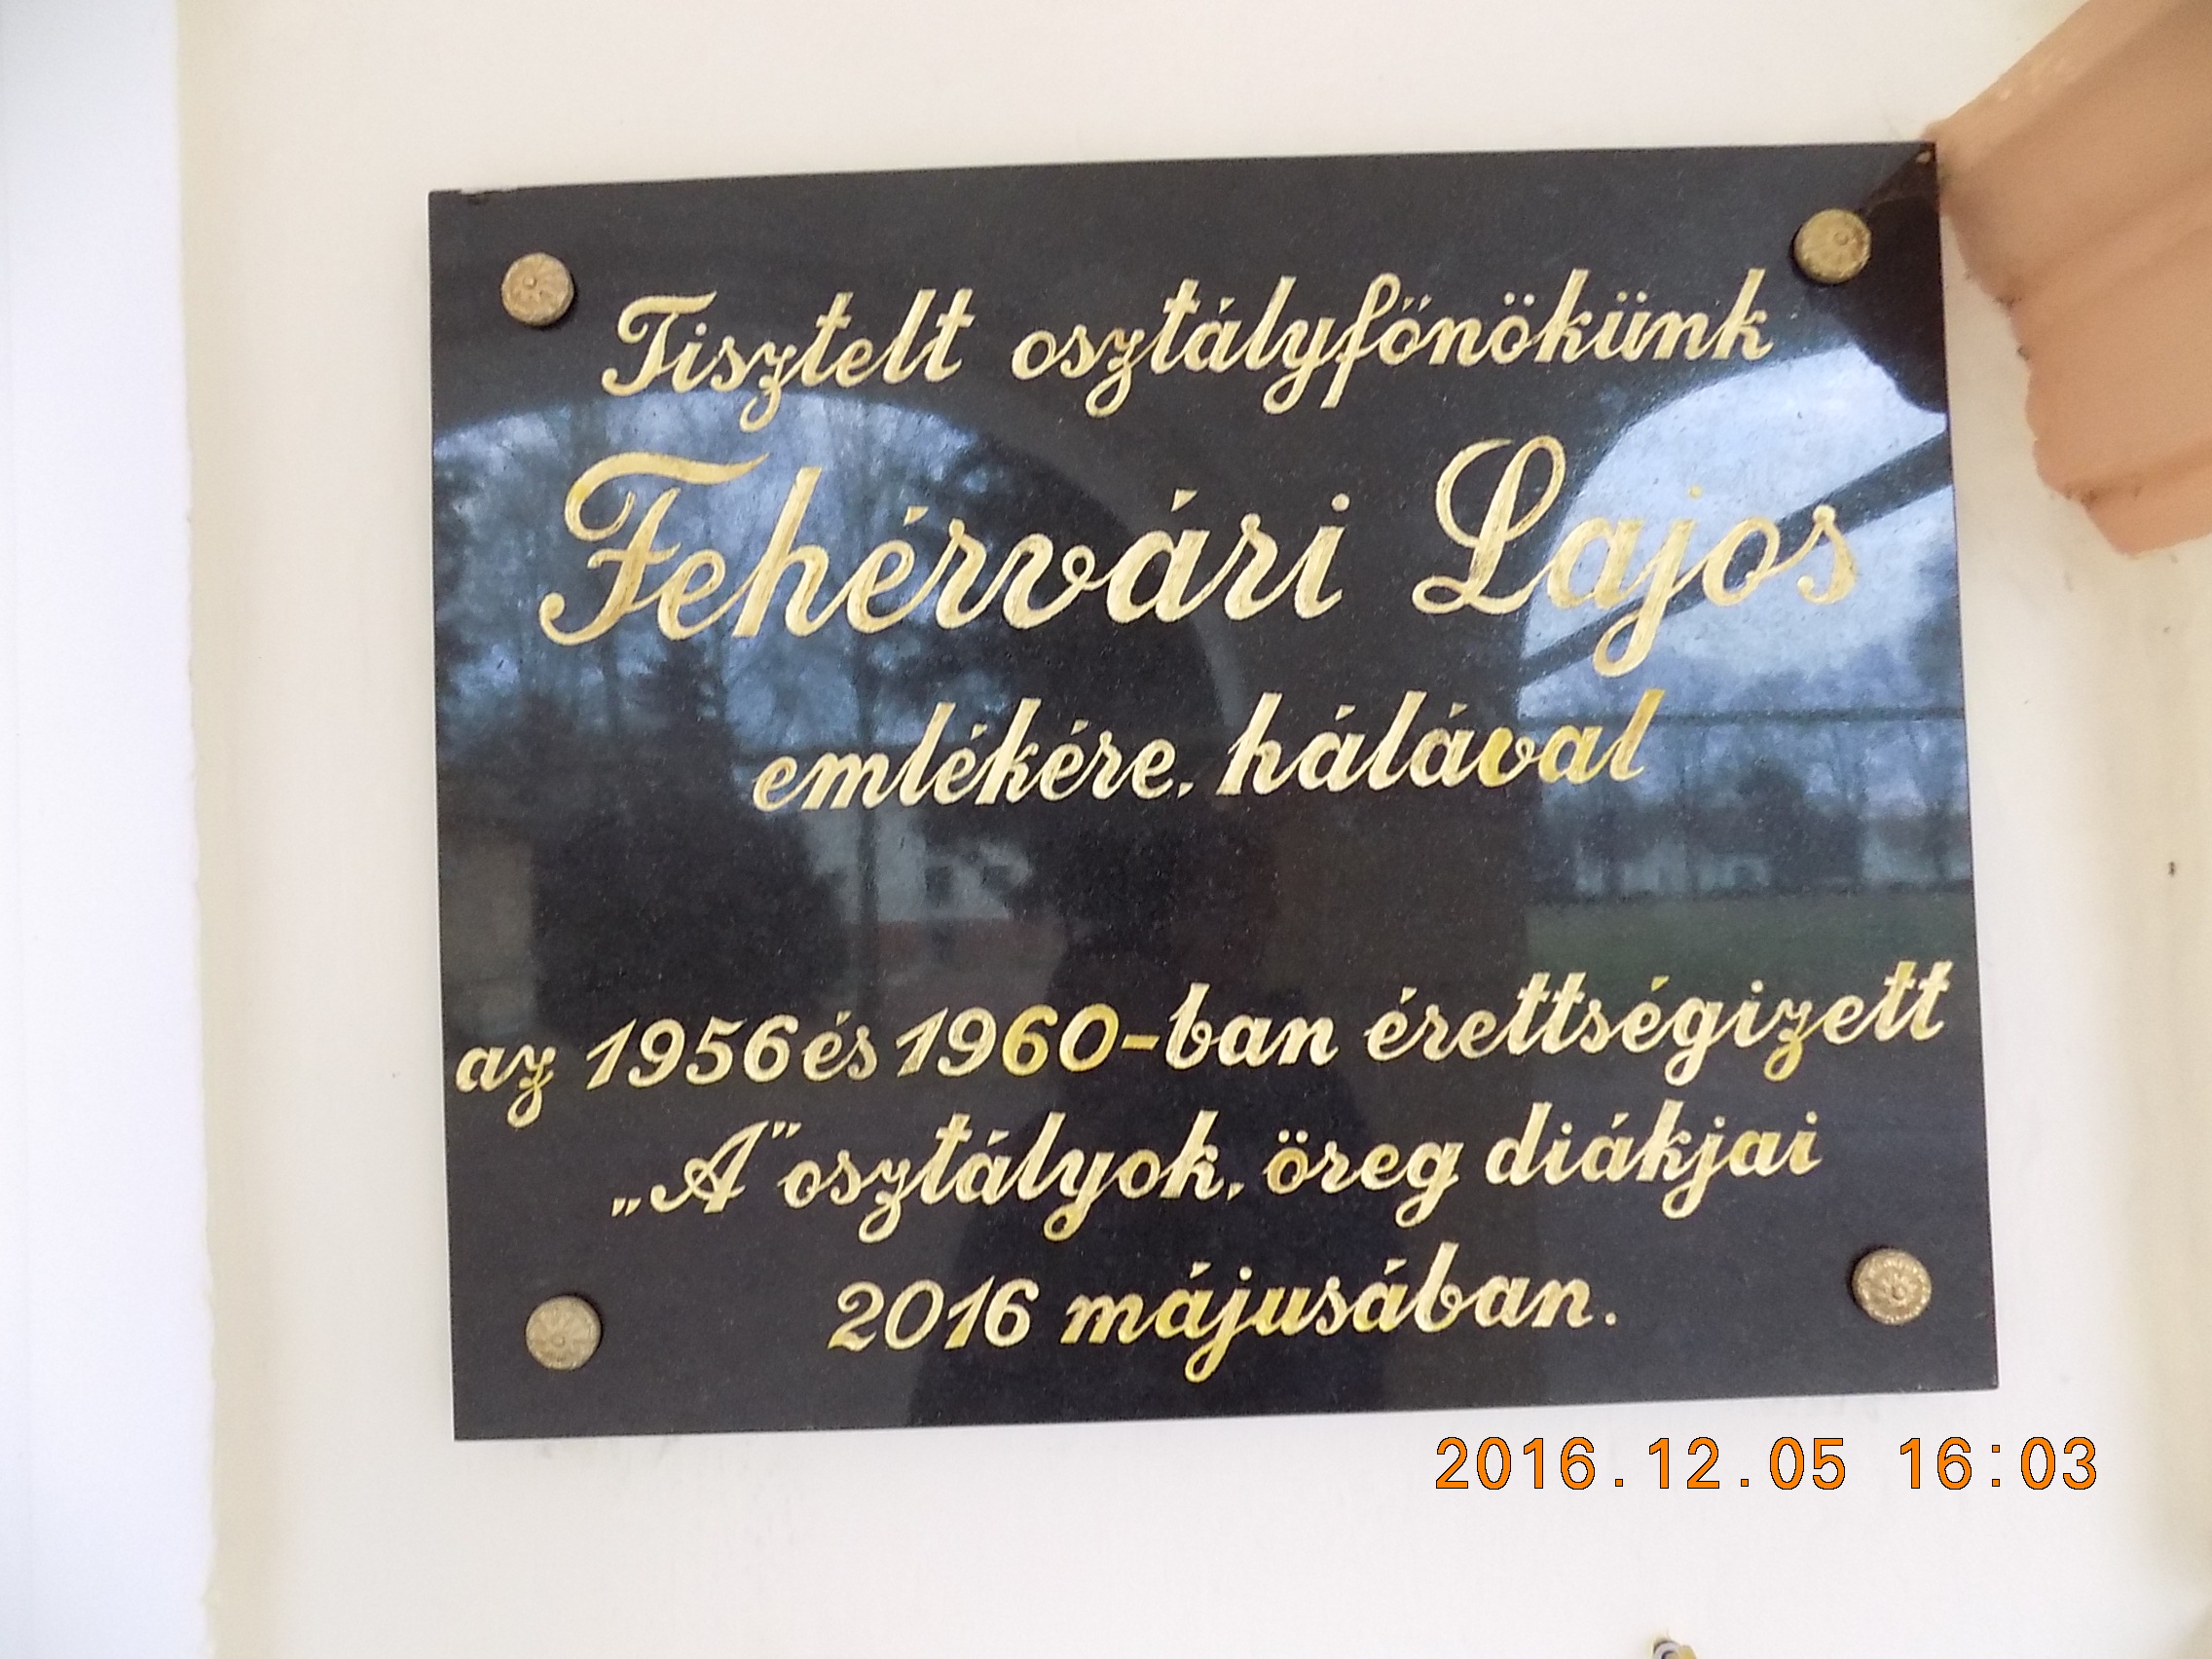 Tisztelt osztályfőnökünk
Fehérvári Lajos
emlékére, hálával
az 1956 és 1960-ban érettségizett
„A” osztályok, öreg diákjai
2016 májusában.
2016.12.05 16:03